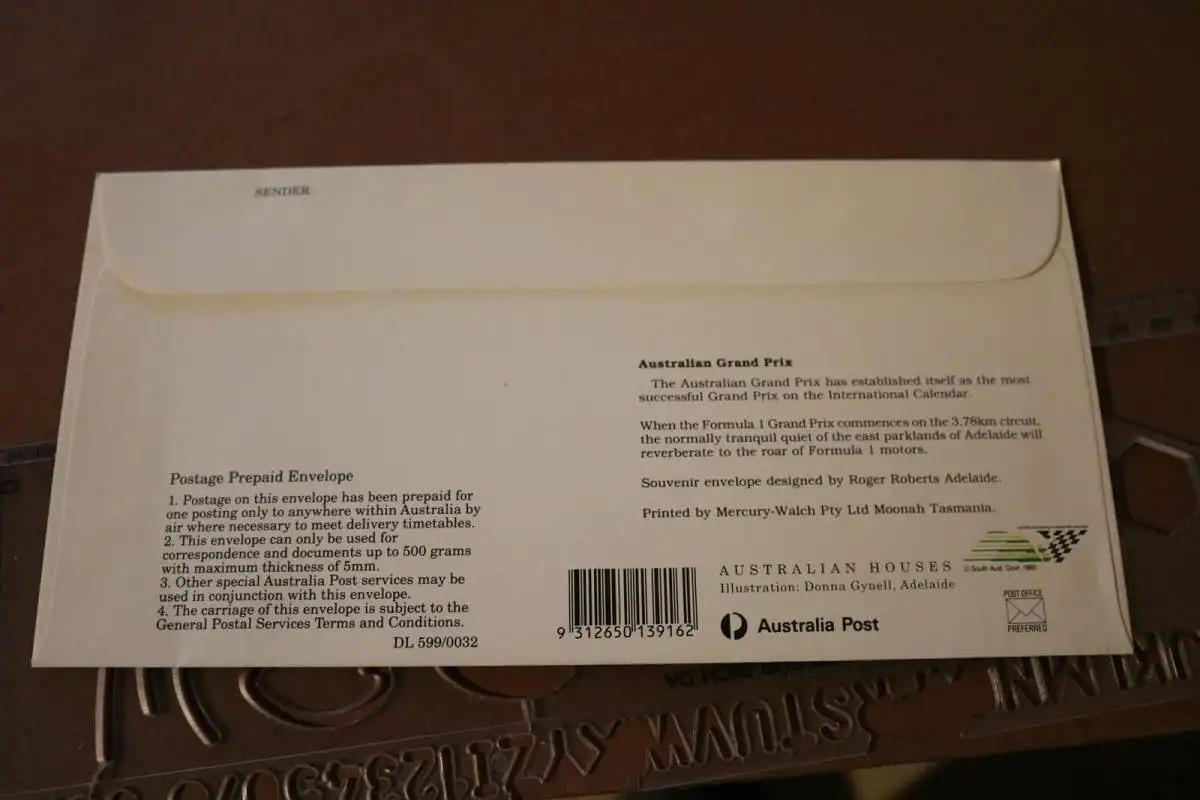 SENDER:
Australian Grand Prix
The Australian Grand Prix has established itself as the most
successful Grand Prix on the International Calendar.
When the Formula 1 Grand Prix commences on the 3.78km circuit,
the normally tranquil quiet of the east parklands of Adelaide will
reverberate to the roar of Formula 1 motors.
Souvenir envelope designed by Roger Roberts Adelaide.
Printed by Mercury-Walch Pty Ltd Moonah Tasmania.
Postage Prepaid Envelope
1. Postage on this envelope has been prepaid for
one posting only to anywhere within Australia by
air where necessary to meet delivery timetables.
2. This envelope can only be used for
correspondence and documents up to 500 grams
with maximum thickness of 5mm.
3. Other special Australia Post services may be
used in conjunction with this envelope.
4. The carriage of this envelope is subject to the
General Postal Services Terms and Conditions.
DL 599/0032
9 312650 139162
AUSTRALIAN HOUSES
Illustration: Donna Gynell, Adelaide
Australia Post
© South Aust. Govt. 1985
POST OFFICE
PREFERRED